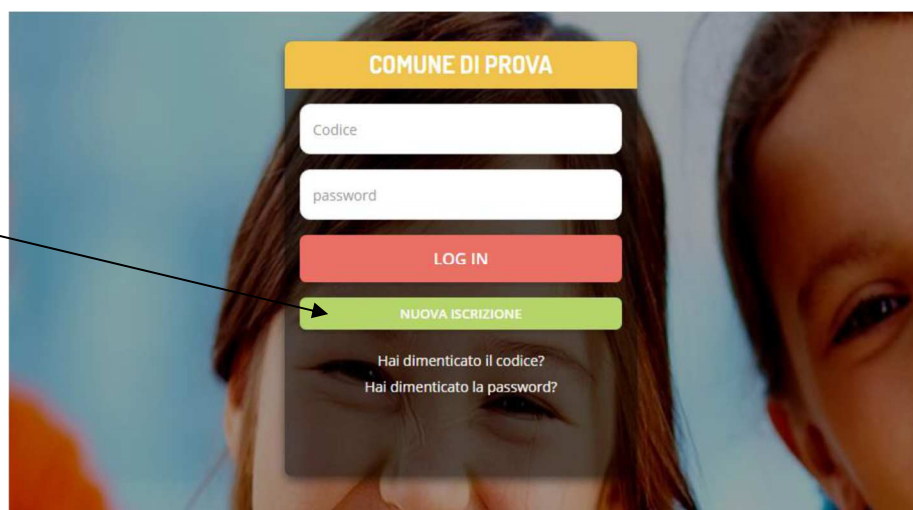 COMUNE DI PROVA
Codice
password
LOG IN
NUOVA ISCRIZIONE
Hai dimenticato il codice?
Hai dimenticato la password?